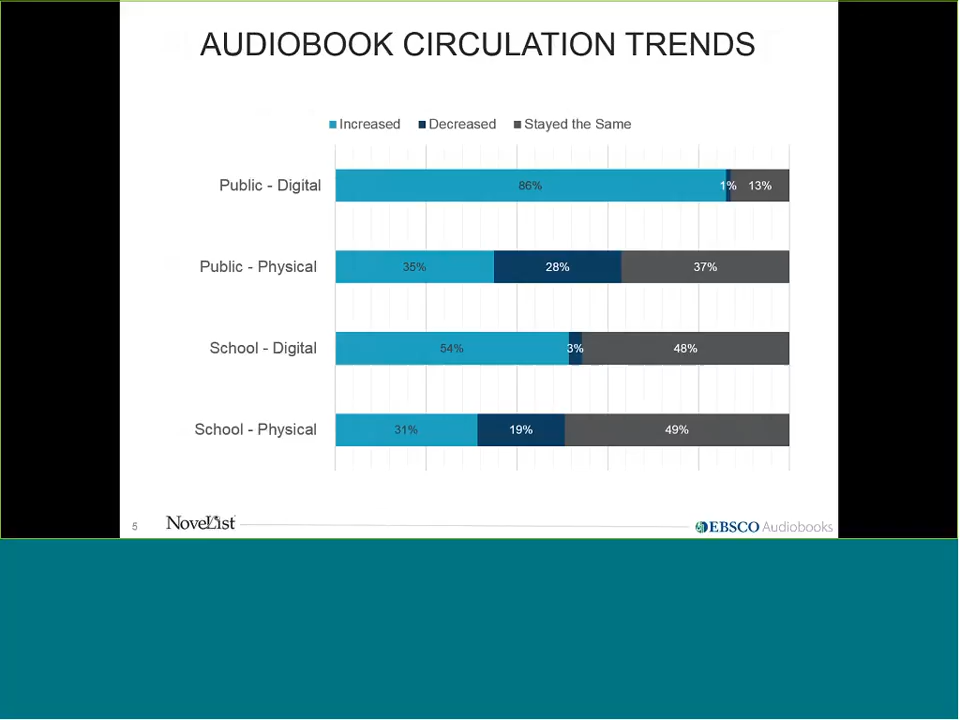 AUDIOBOOK CIRCULATION TRENDS
Increased Decreased Stayed the Same
Public - Digital 86% 1% 13%
Public - Physical 35% 28% 37%
School - Digital 54% 3% 48%
School - Physical 31% 19% 49%
5 NoveList EBSCO Audiobooks